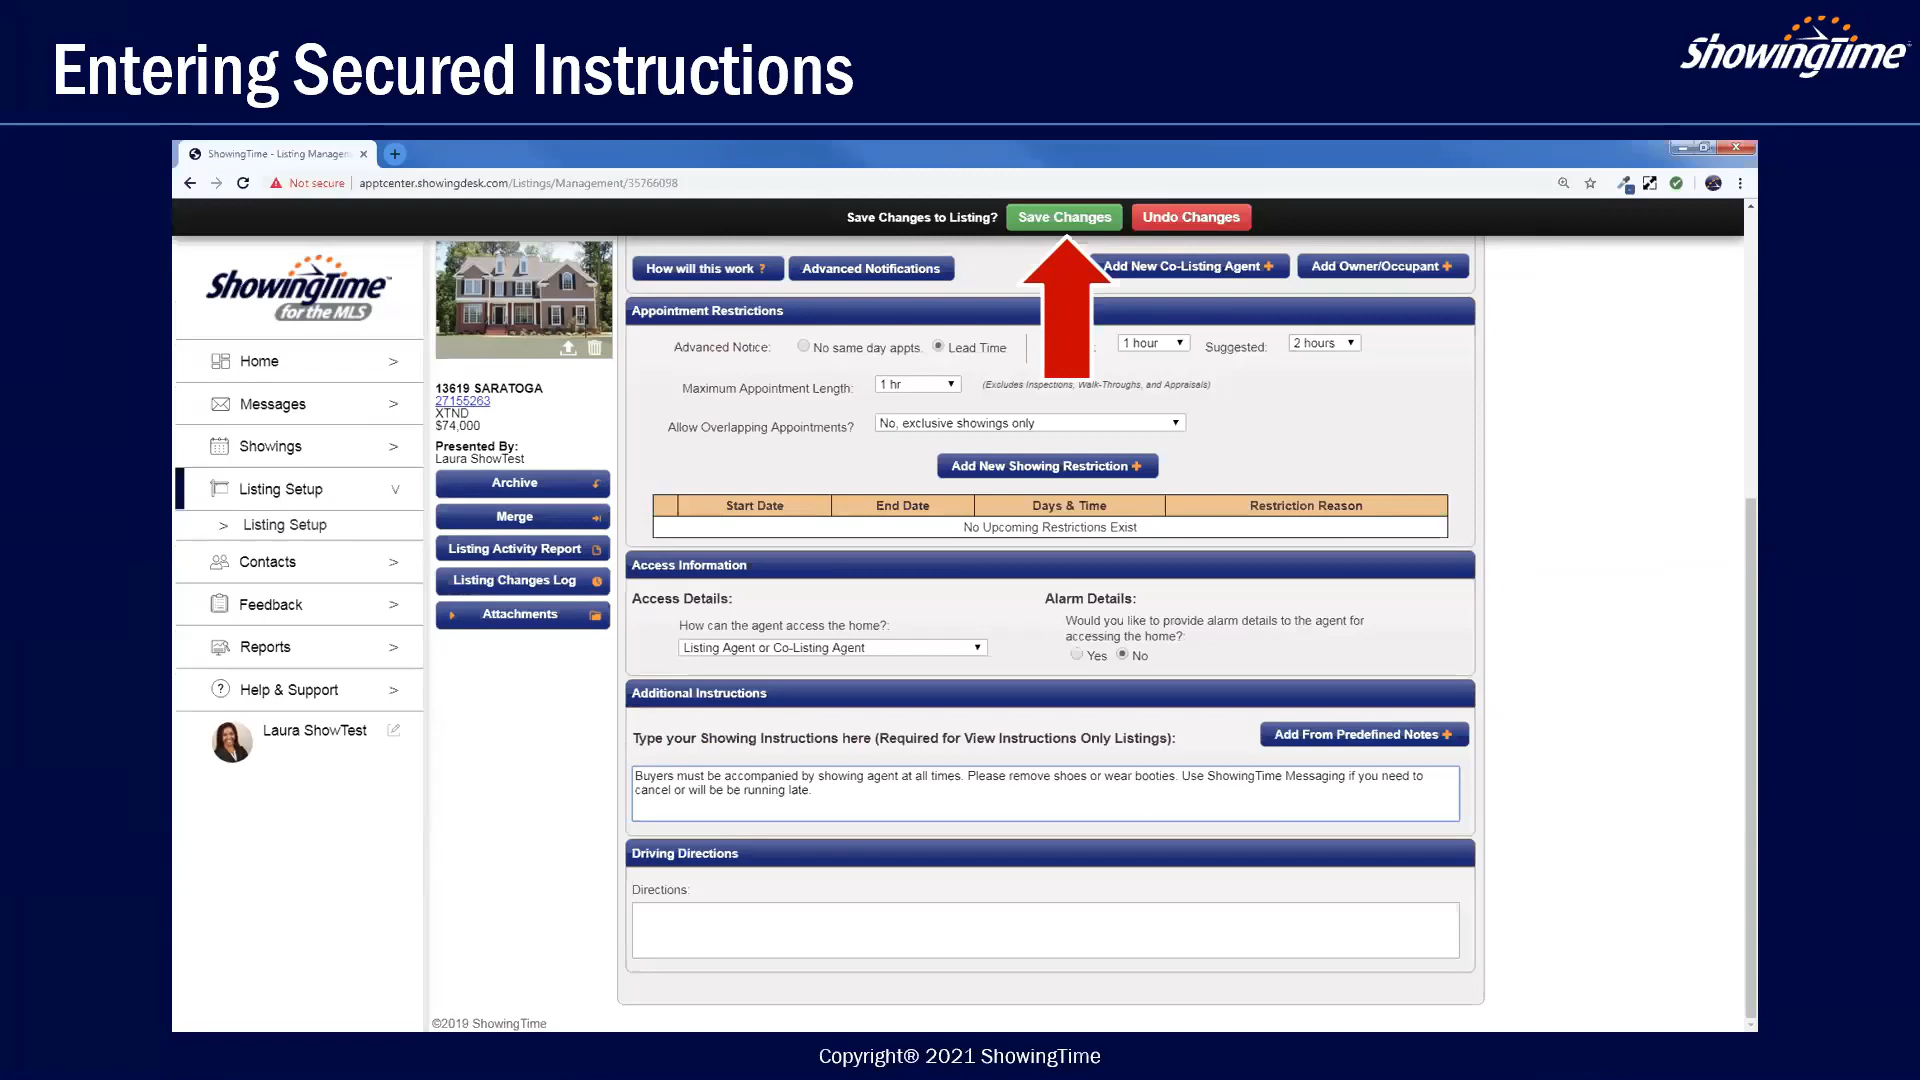 Entering Secured Instructions
ShowingTime
ShowingTime - Listing Managem
Not secure | apptcenter.showingdesk.com/Listings/Management/35766098
Save Changes to Listing? Save Changes Undo Changes
ShowingTime
for the MLS
Home >
Messages >
Showings >
Listing Setup
> Listing Setup
Contacts >
Feedback >
Reports >
Help & Support >
Laura ShowTest
13619 SARATOGA
27155263
XTND
$74,000
Presented By:
Laura ShowTest
Archive
Merge
Listing Activity Report
Listing Changes Log
Attachments
How will this work ? Advanced Notifications Add New Co-Listing Agent + Add Owner/Occupant +
Appointment Restrictions
Advanced Notice: No same day appts. Lead Time 1 hour Suggested: 2 hours
Maximum Appointment Length: 1 hr (Excludes Inspections, Walk-Throughs, and Appraisals)
Allow Overlapping Appointments? No, exclusive showings only
Add New Showing Restriction +
Start Date End Date Days & Time Restriction Reason
No Upcoming Restrictions Exist
Access Information
Access Details:
How can the agent access the home?:
Listing Agent or Co-Listing Agent
Alarm Details:
Would you like to provide alarm details to the agent for
accessing the home?:
Yes No
Additional Instructions
Type your Showing Instructions here (Required for View Instructions Only Listings): Add From Predefined Notes +
Buyers must be accompanied by showing agent at all times. Please remove shoes or wear booties. Use ShowingTime Messaging if you need to
cancel or will be be running late.
Driving Directions
Directions:
©2019 ShowingTime
Copyright® 2021 ShowingTime